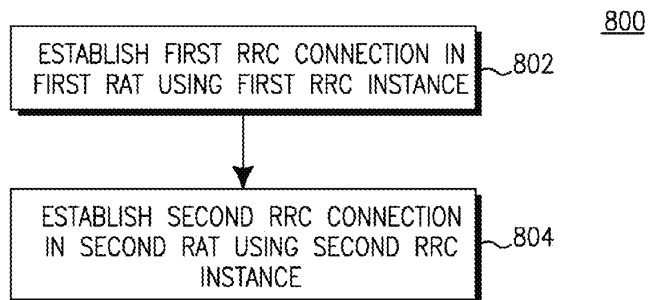 800
ESTABLISH FIRST RRC CONNECTION IN
FIRST RAT USING FIRST RRC INSTANCE
802
ESTABLISH SECOND RRC CONNECTION
IN SECOND RAT USING SECOND RRC
INSTANCE
804